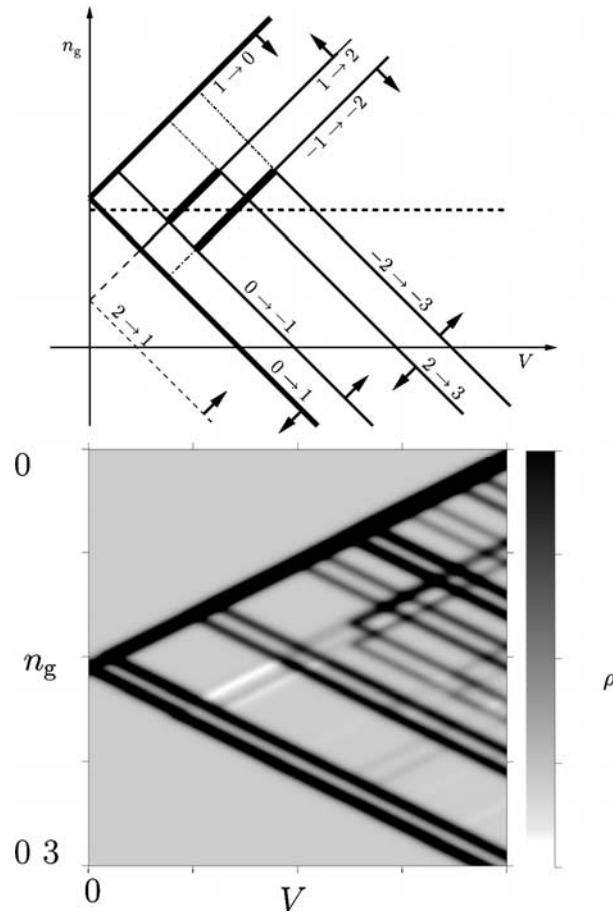 n_g
1 → 0
1 → 2
-1 → -2
2 → 1
0 → -1
0 → 1
-2 → -3
2 → 3
V
0
n_g
0 3
0
V
ρ